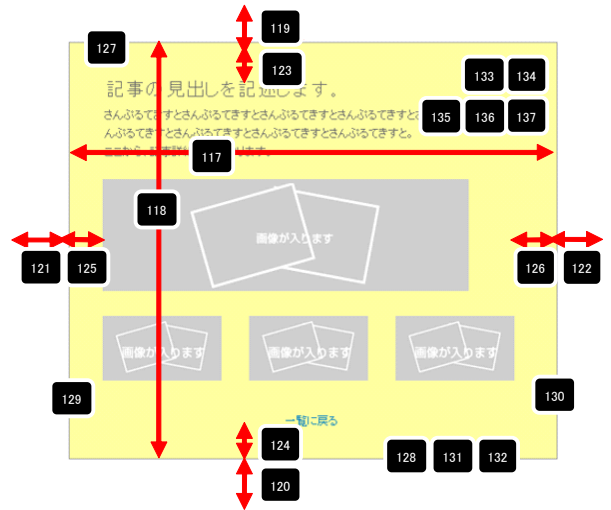 119
127
123
133 134
記事の見出しを記述します。
さんぷるてきすとさんぷるてきすとさんぷるてきすとさんぷるてきすと
135 136 137
んぷるてきすとさんぷるてきすとさんぷるてきすとさんぷるてきすと。
117
118
画像が入ります
121 125 126 122
画像が入ります 画像が入ります 画像が入ります
129 130
一覧に戻る
124 128 131 132
120